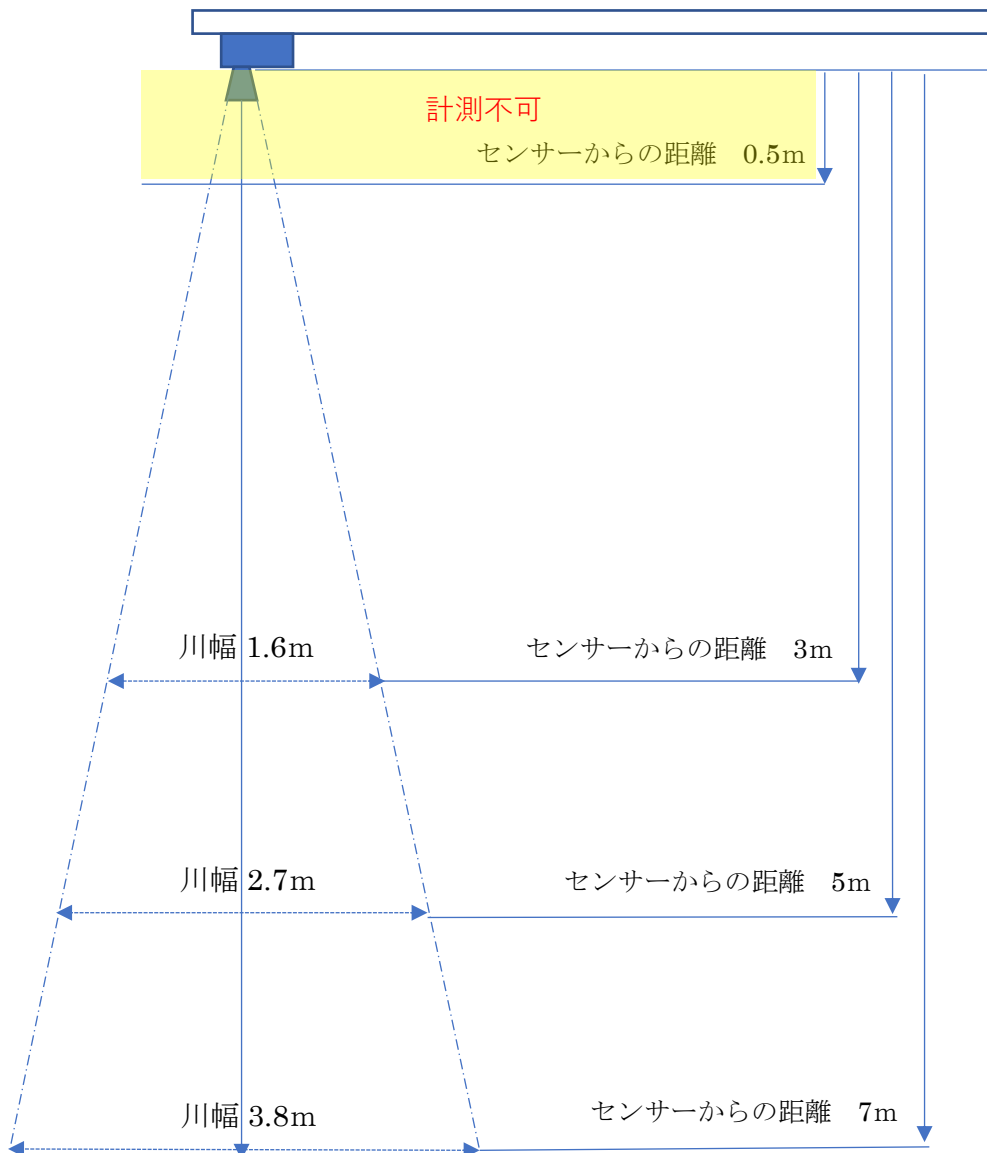 計測不可
センサーからの距離　0.5m
川幅 1.6m
センサーからの距離　3m
川幅 2.7m
センサーからの距離　5m
川幅 3.8m
センサーからの距離　7m